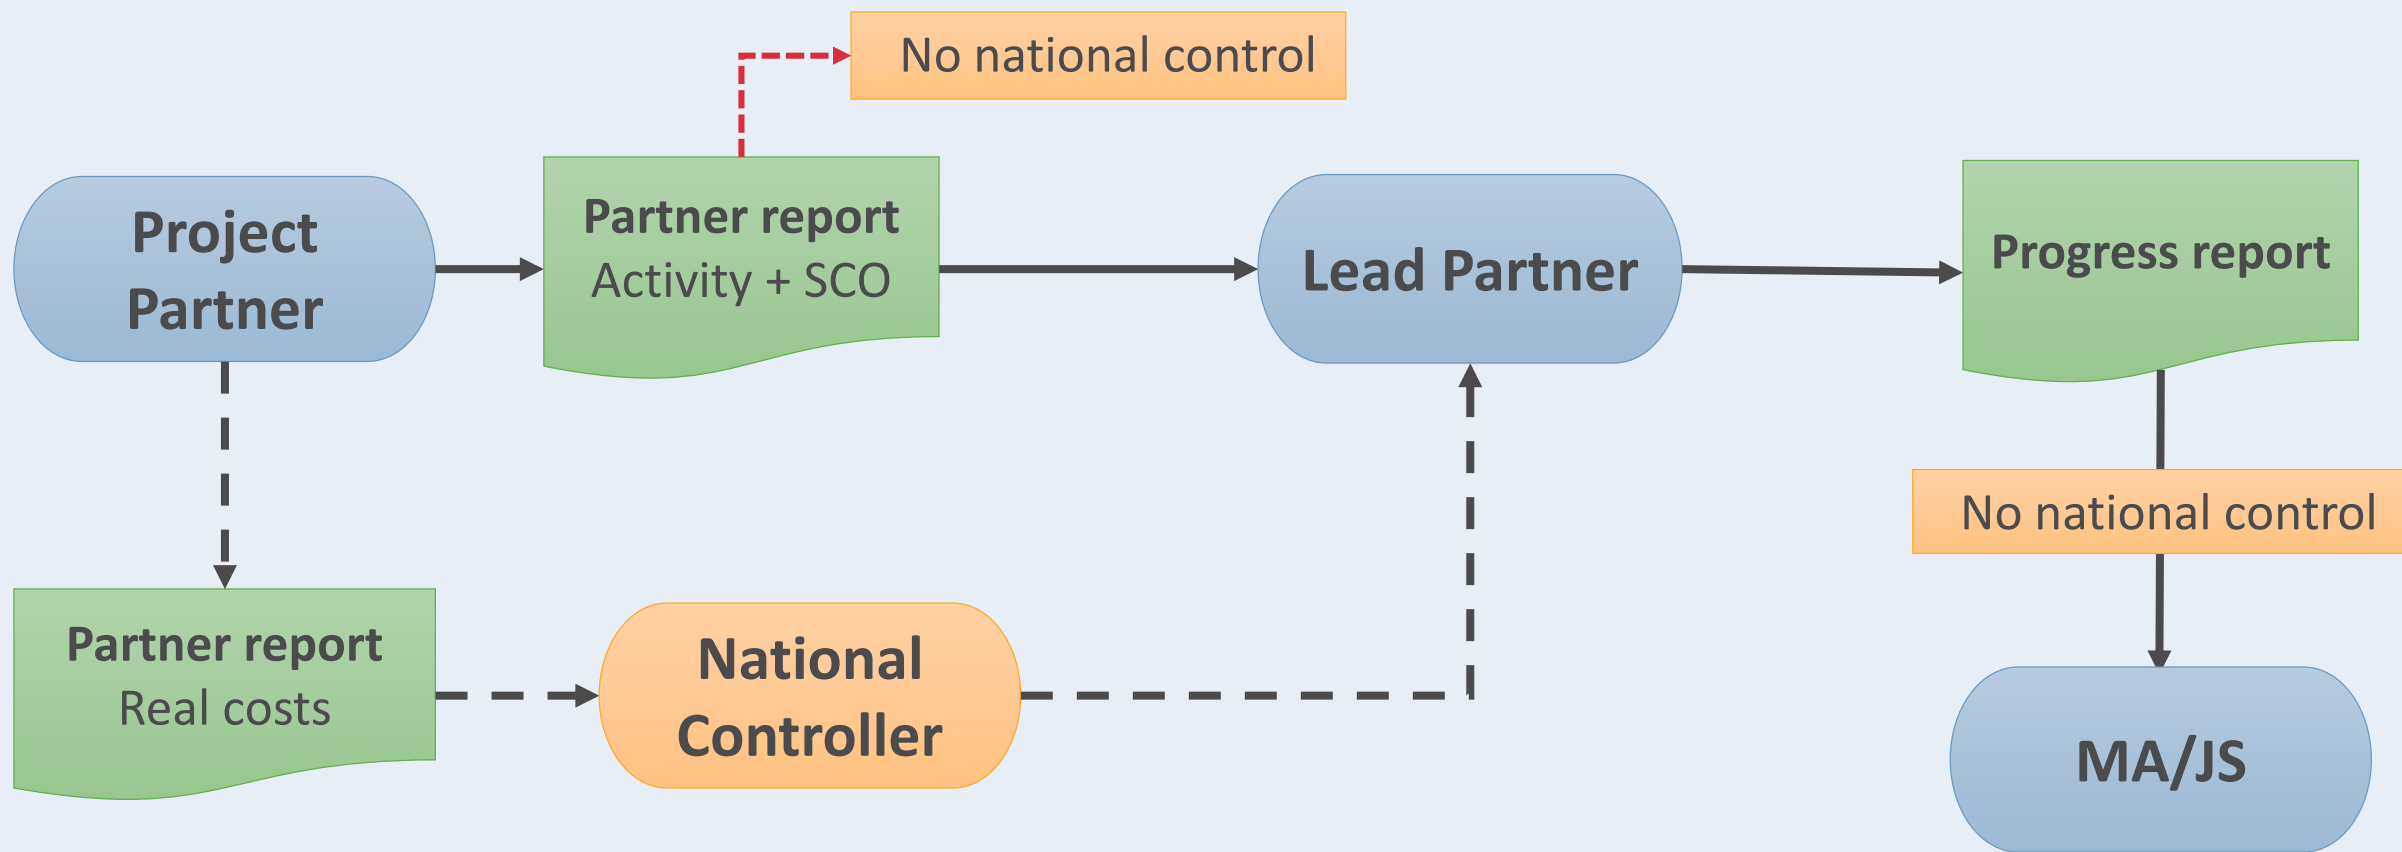 No national control
Project
Partner
Partner report
Activity + SCO
Lead Partner
Progress report
No national control
Partner report
Real costs
National
Controller
MA/JS